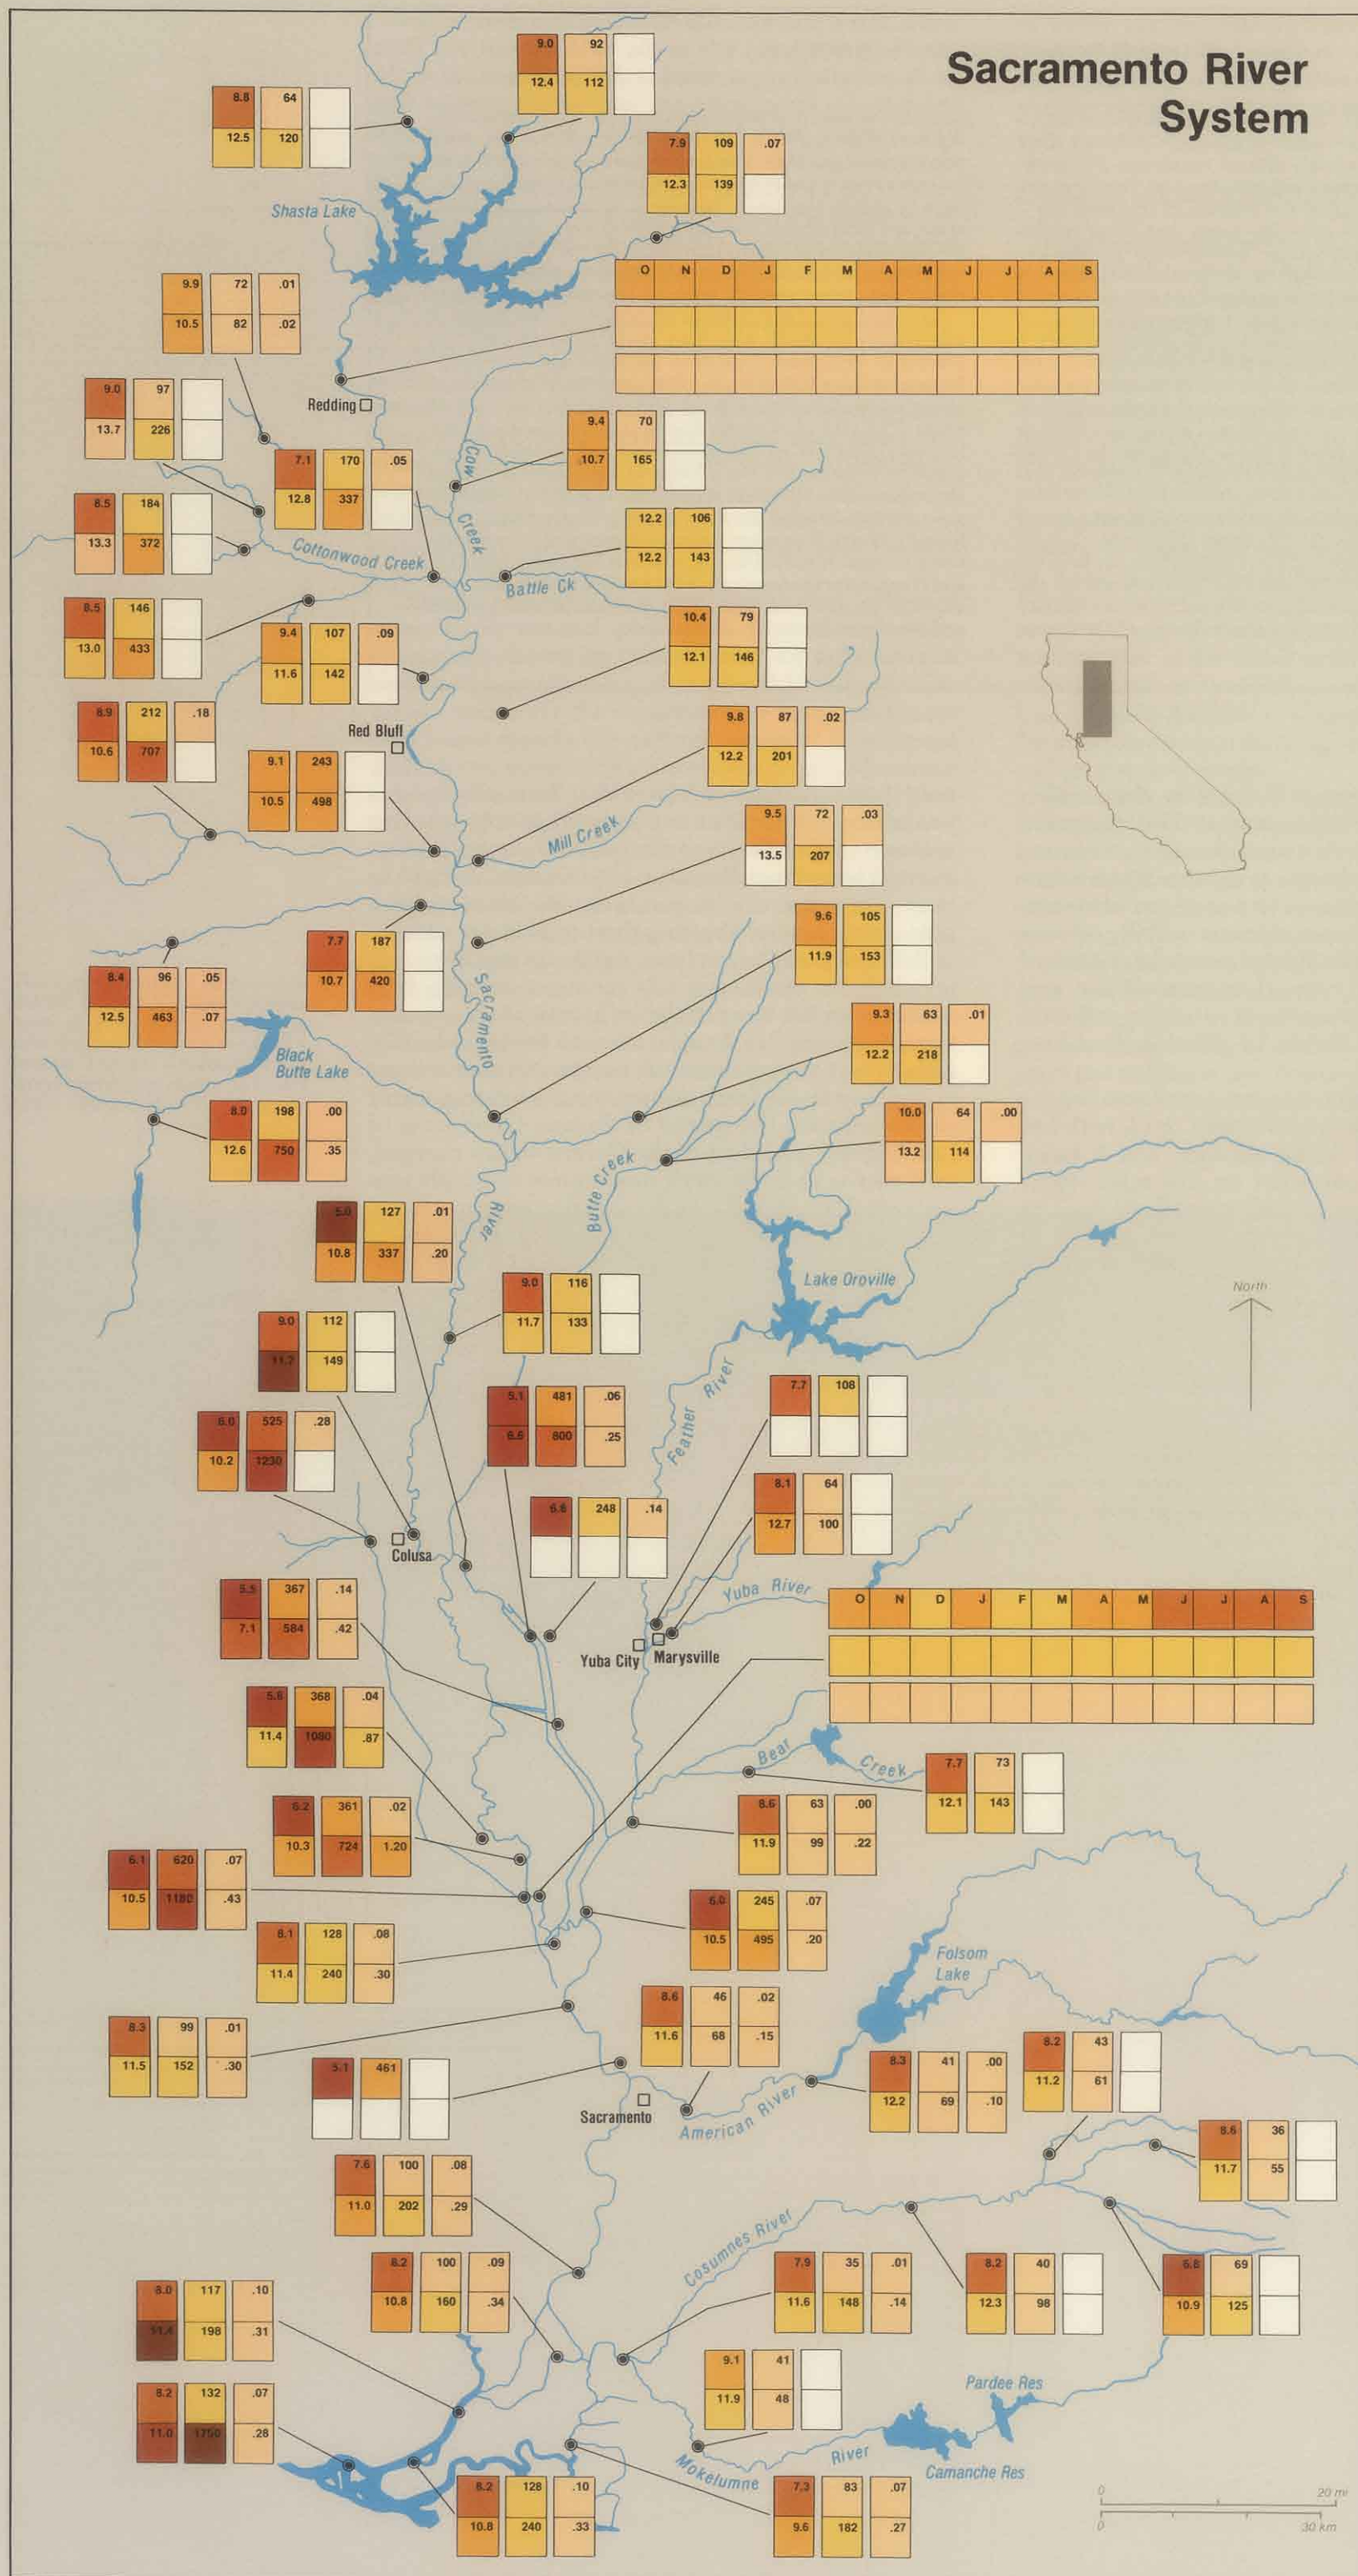 Sacramento River
System
9.0 92
12.4 112
8.8 64
12.5 120
7.9 109 .07
12.3 139
Shasta Lake
O N D J F M A M J J A S
9.9 72 .01
10.5 82 .02
Redding
9.0 97
13.7 226
9.4 70
10.7 165
Cow
Creek
7.1 170 .05
12.8 337
8.5 184
13.3 372
12.2 106
12.2 143
Cottonwood Creek
Battle Ck
8.5 146
13.0 433
10.4 79
12.1 146
9.4 107 .09
11.6 142
8.9 212 .18
10.6 707
Red Bluff
9.8 87 .02
12.2 201
9.1 243
10.5 498
Mill Creek
9.5 72 .03
13.5 207
9.6 105
11.9 153
7.7 187
10.7 420
8.4 96 .05
12.5 463 .07
Sacramento
River
9.3 63 .01
12.2 218
Black
Butte Lake
8.0 198 .00
12.6 750 .35
10.0 64 .00
13.2 114
Butte Creek
5.0 127 .01
10.8 337 .20
9.0 116
11.7 133
Lake Oroville
North
9.0 112
11.7 149
Feather
River
7.7 108
5.1 481 .06
6.6 800 .25
6.0 525 .28
10.2 1230
8.1 64
12.7 100
6.6 248 .14
Colusa
5.5 367 .14
7.1 584 .42
Yuba River
O N D J F M A M J J A S
Yuba City
Marysville
5.8 368 .04
11.4 1080 .87
Bear
Creek
7.7 73
12.1 143
6.2 361 .02
10.3 724 1.20
8.6 63 .00
11.9 99 .22
6.1 620 .07
10.5 1180 .43
6.0 245 .07
10.5 495 .20
8.1 128 .08
11.4 240 .30
Folsom
Lake
8.6 46 .02
11.6 68 .15
8.3 99 .01
11.5 152 .30
8.2 43
11.2 61
8.3 41 .00
12.2 69 .10
5.1 461
Sacramento
American River
8.6 36
11.7 55
7.6 100 .08
11.0 202 .29
Cosumnes River
8.2 100 .09
10.8 160 .34
7.9 35 .01
11.6 148 .14
8.2 40
12.3 98
6.8 69
10.9 125
8.0 117 .10
11.4 198 .31
9.1 41
11.9 48
Pardee Res
8.2 132 .07
11.0 1750 .28
Mokelumne
River
Camanche Res
8.2 128 .10
10.8 240 .33
7.3 83 .07
9.6 182 .27
0 20 mi
0 30 km